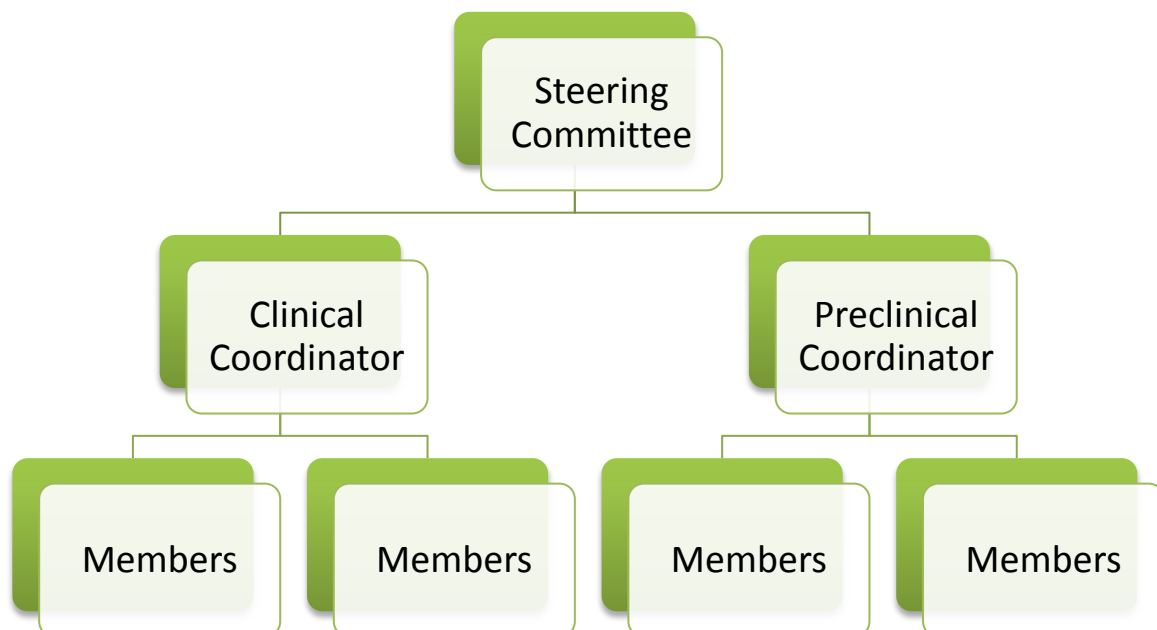 Steering
Committee
Clinical
Coordinator
Preclinical
Coordinator
Members
Members
Members
Members